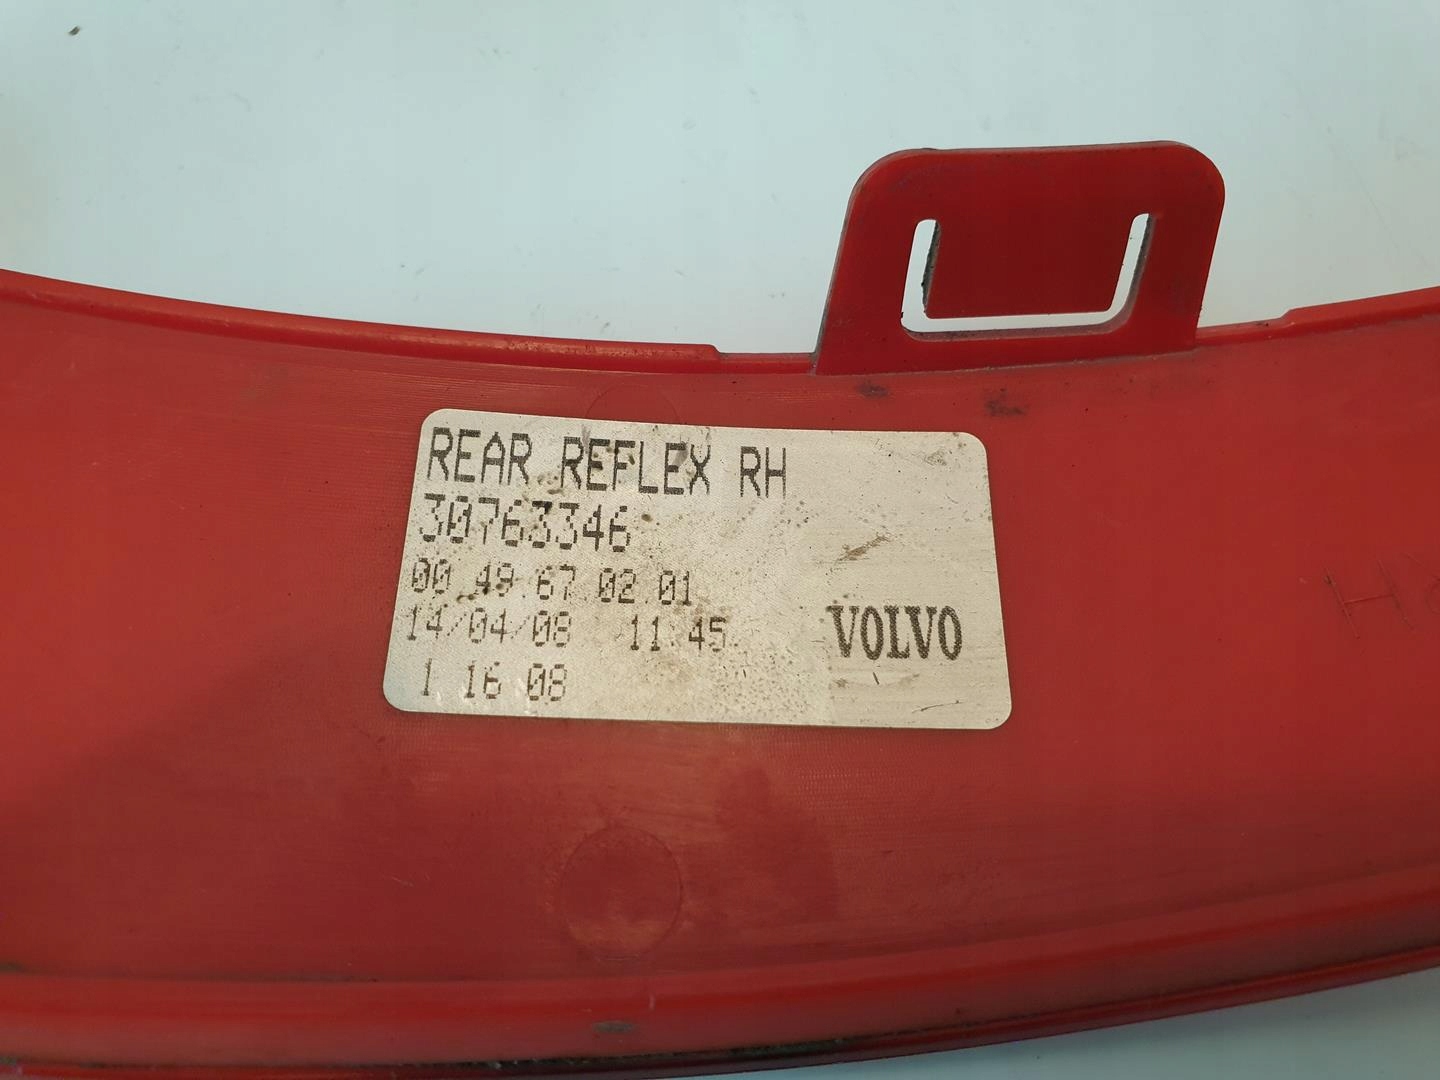 REAR REFLEX RH
30763346
00.49.67.02.01
14/04/08 11:45
1 16 08
VOLVO